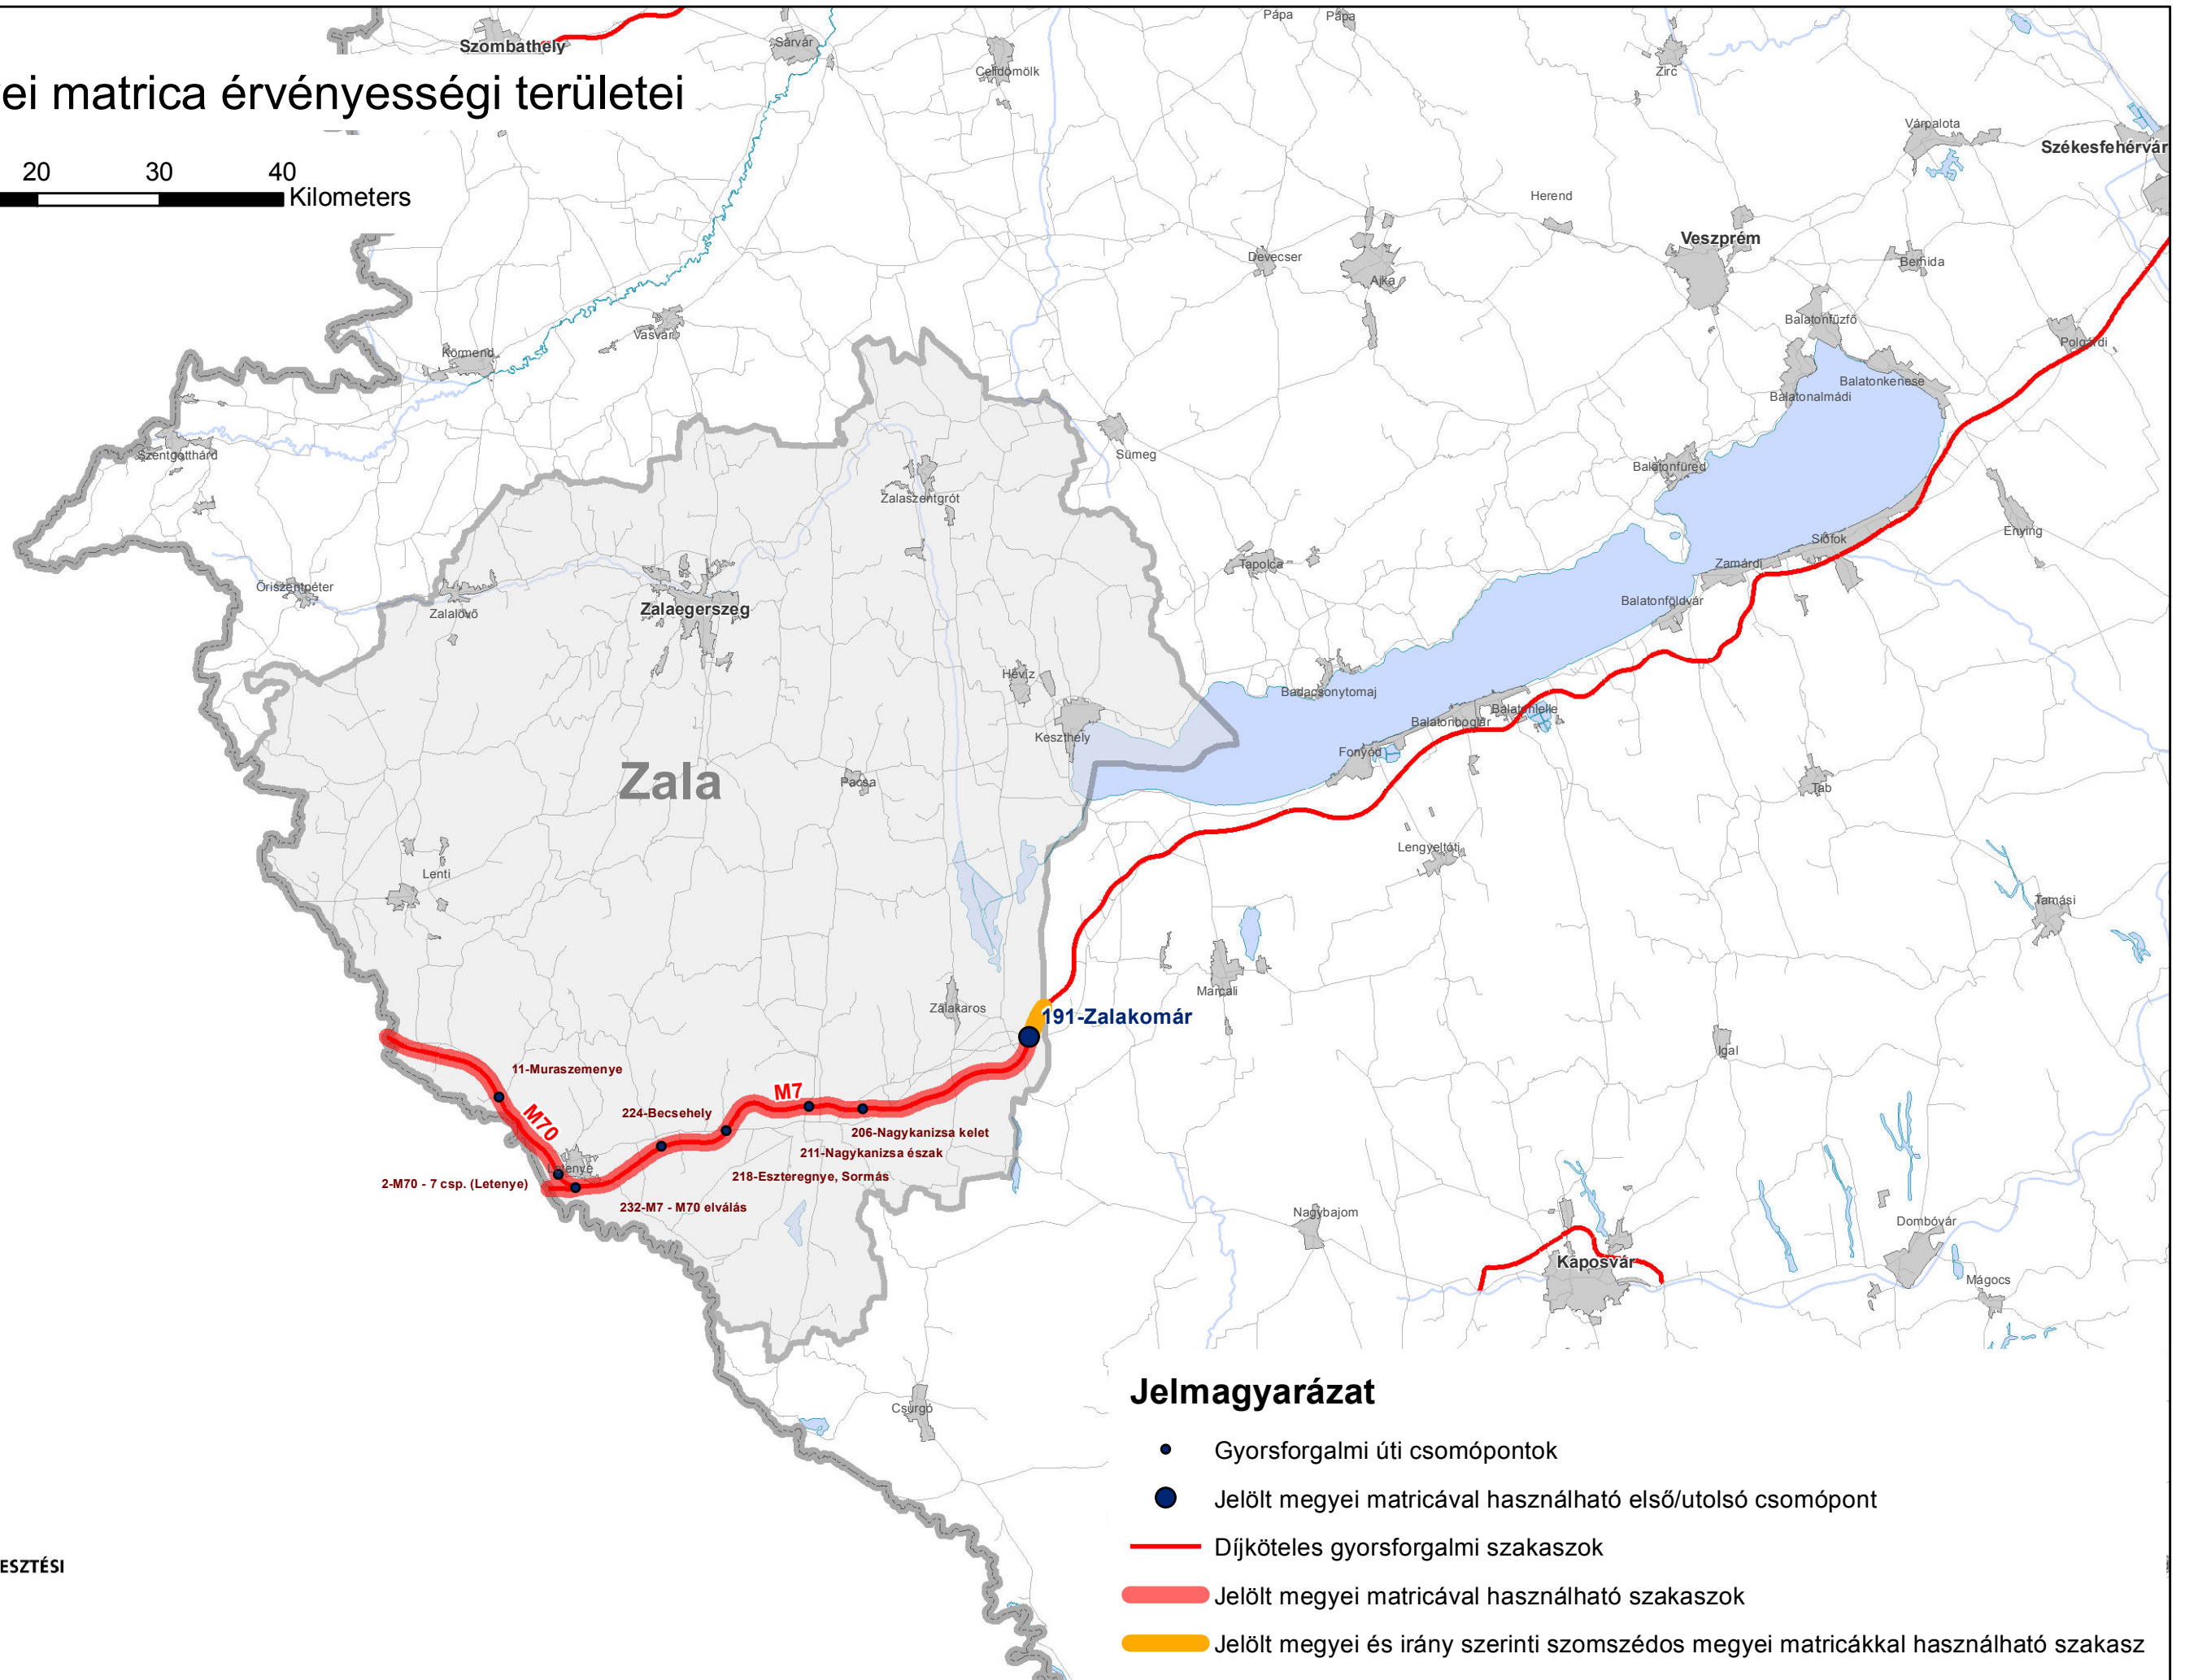 Pápa
Pápa
Szombathely
Sárvár
Celldömölk
Zirc
ei matrica érvényességi területei
Várpalota
Székesfehérvár
20 30 40
Kilometers
Herend
Veszprém
Devecser
Berhida
Ajka
Balatonfűzfő
Vasvár
Polgárdi
Körmend
Balatonkenese
Balatonalmádi
Szentgotthárd
Sümeg
Balatonfüred
Zalaszentgrót
Enying
Siófok
Tapolca
Zamárdi
Őriszentpéter
Balatonföldvár
Zalalövő
Zalaegerszeg
Hévíz
Badacsonytomaj
Balatonlelle
Balatonboglár
Keszthely
Fonyód
Zala
Pacsa
Tab
Lengyeltóti
Lenti
Tamási
Marcali
Zalakaros
191-Zalakomár
Igal
11-Muraszemenye
M7
M70
224-Becsehely
206-Nagykanizsa kelet
211-Nagykanizsa észak
Letenye
218-Eszteregnye, Sormás
2-M70 - 7 csp. (Letenye)
232-M7 - M70 elválás
Nagybajom
Dombóvár
Kaposvár
Mágocs
Csurgó
Jelmagyarázat
Gyorsforgalmi úti csomópontok
Jelölt megyei matricával használható első/utolsó csomópont
Díjköteles gyorsforgalmi szakaszok
ESZTÉSI
Jelölt megyei matricával használható szakaszok
Jelölt megyei és irány szerinti szomszédos megyei matricákkal használható szakasz